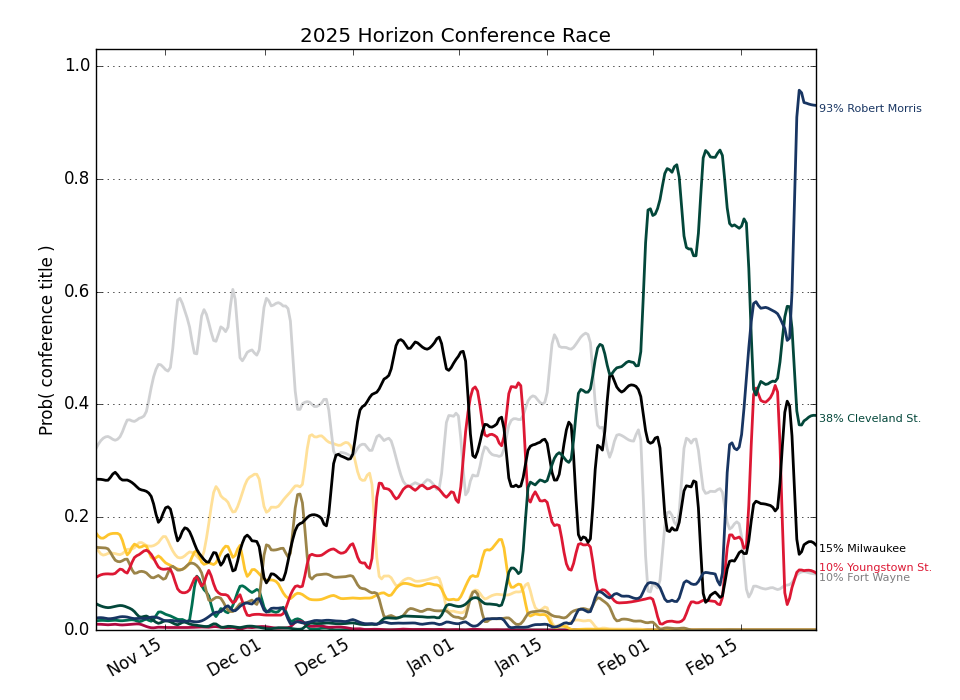 2025 Horizon Conference Race
1.0
0.8
0.6
0.4
0.2
0.0
Prob( conference title )
93% Robert Morris
38% Cleveland St.
15% Milwaukee
10% Youngstown St.
10% Fort Wayne
Nov 15
Dec 01
Dec 15
Jan 01
Jan 15
Feb 01
Feb 15